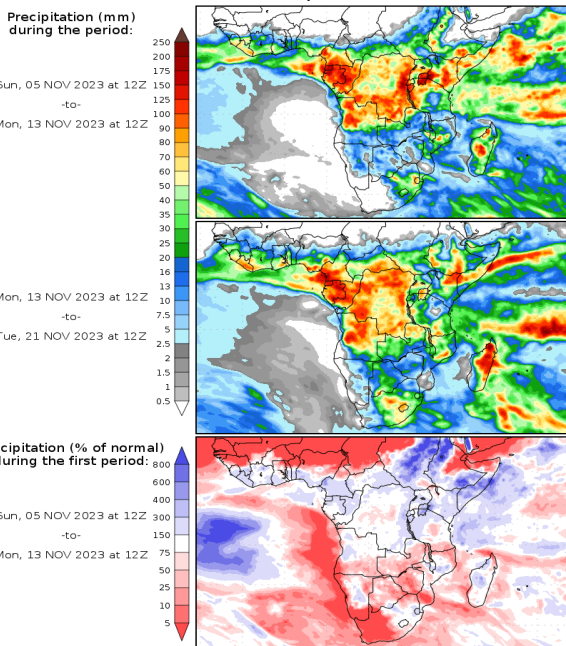 Precipitation (mm)
during the period:
250
200
175
150
125
100
90
80
70
60
50
40
35
30
25
20
16
13
10
7.5
5
2.5
2
1.5
1
0.5
Sun, 05 NOV 2023 at 12Z
-to-
Mon, 13 NOV 2023 at 12Z
Mon, 13 NOV 2023 at 12Z
-to-
Tue, 21 NOV 2023 at 12Z
cipitation (% of normal)
during the first period:
800
600
400
300
150
75
50
25
10
5
Sun, 05 NOV 2023 at 12Z
-to-
Mon, 13 NOV 2023 at 12Z